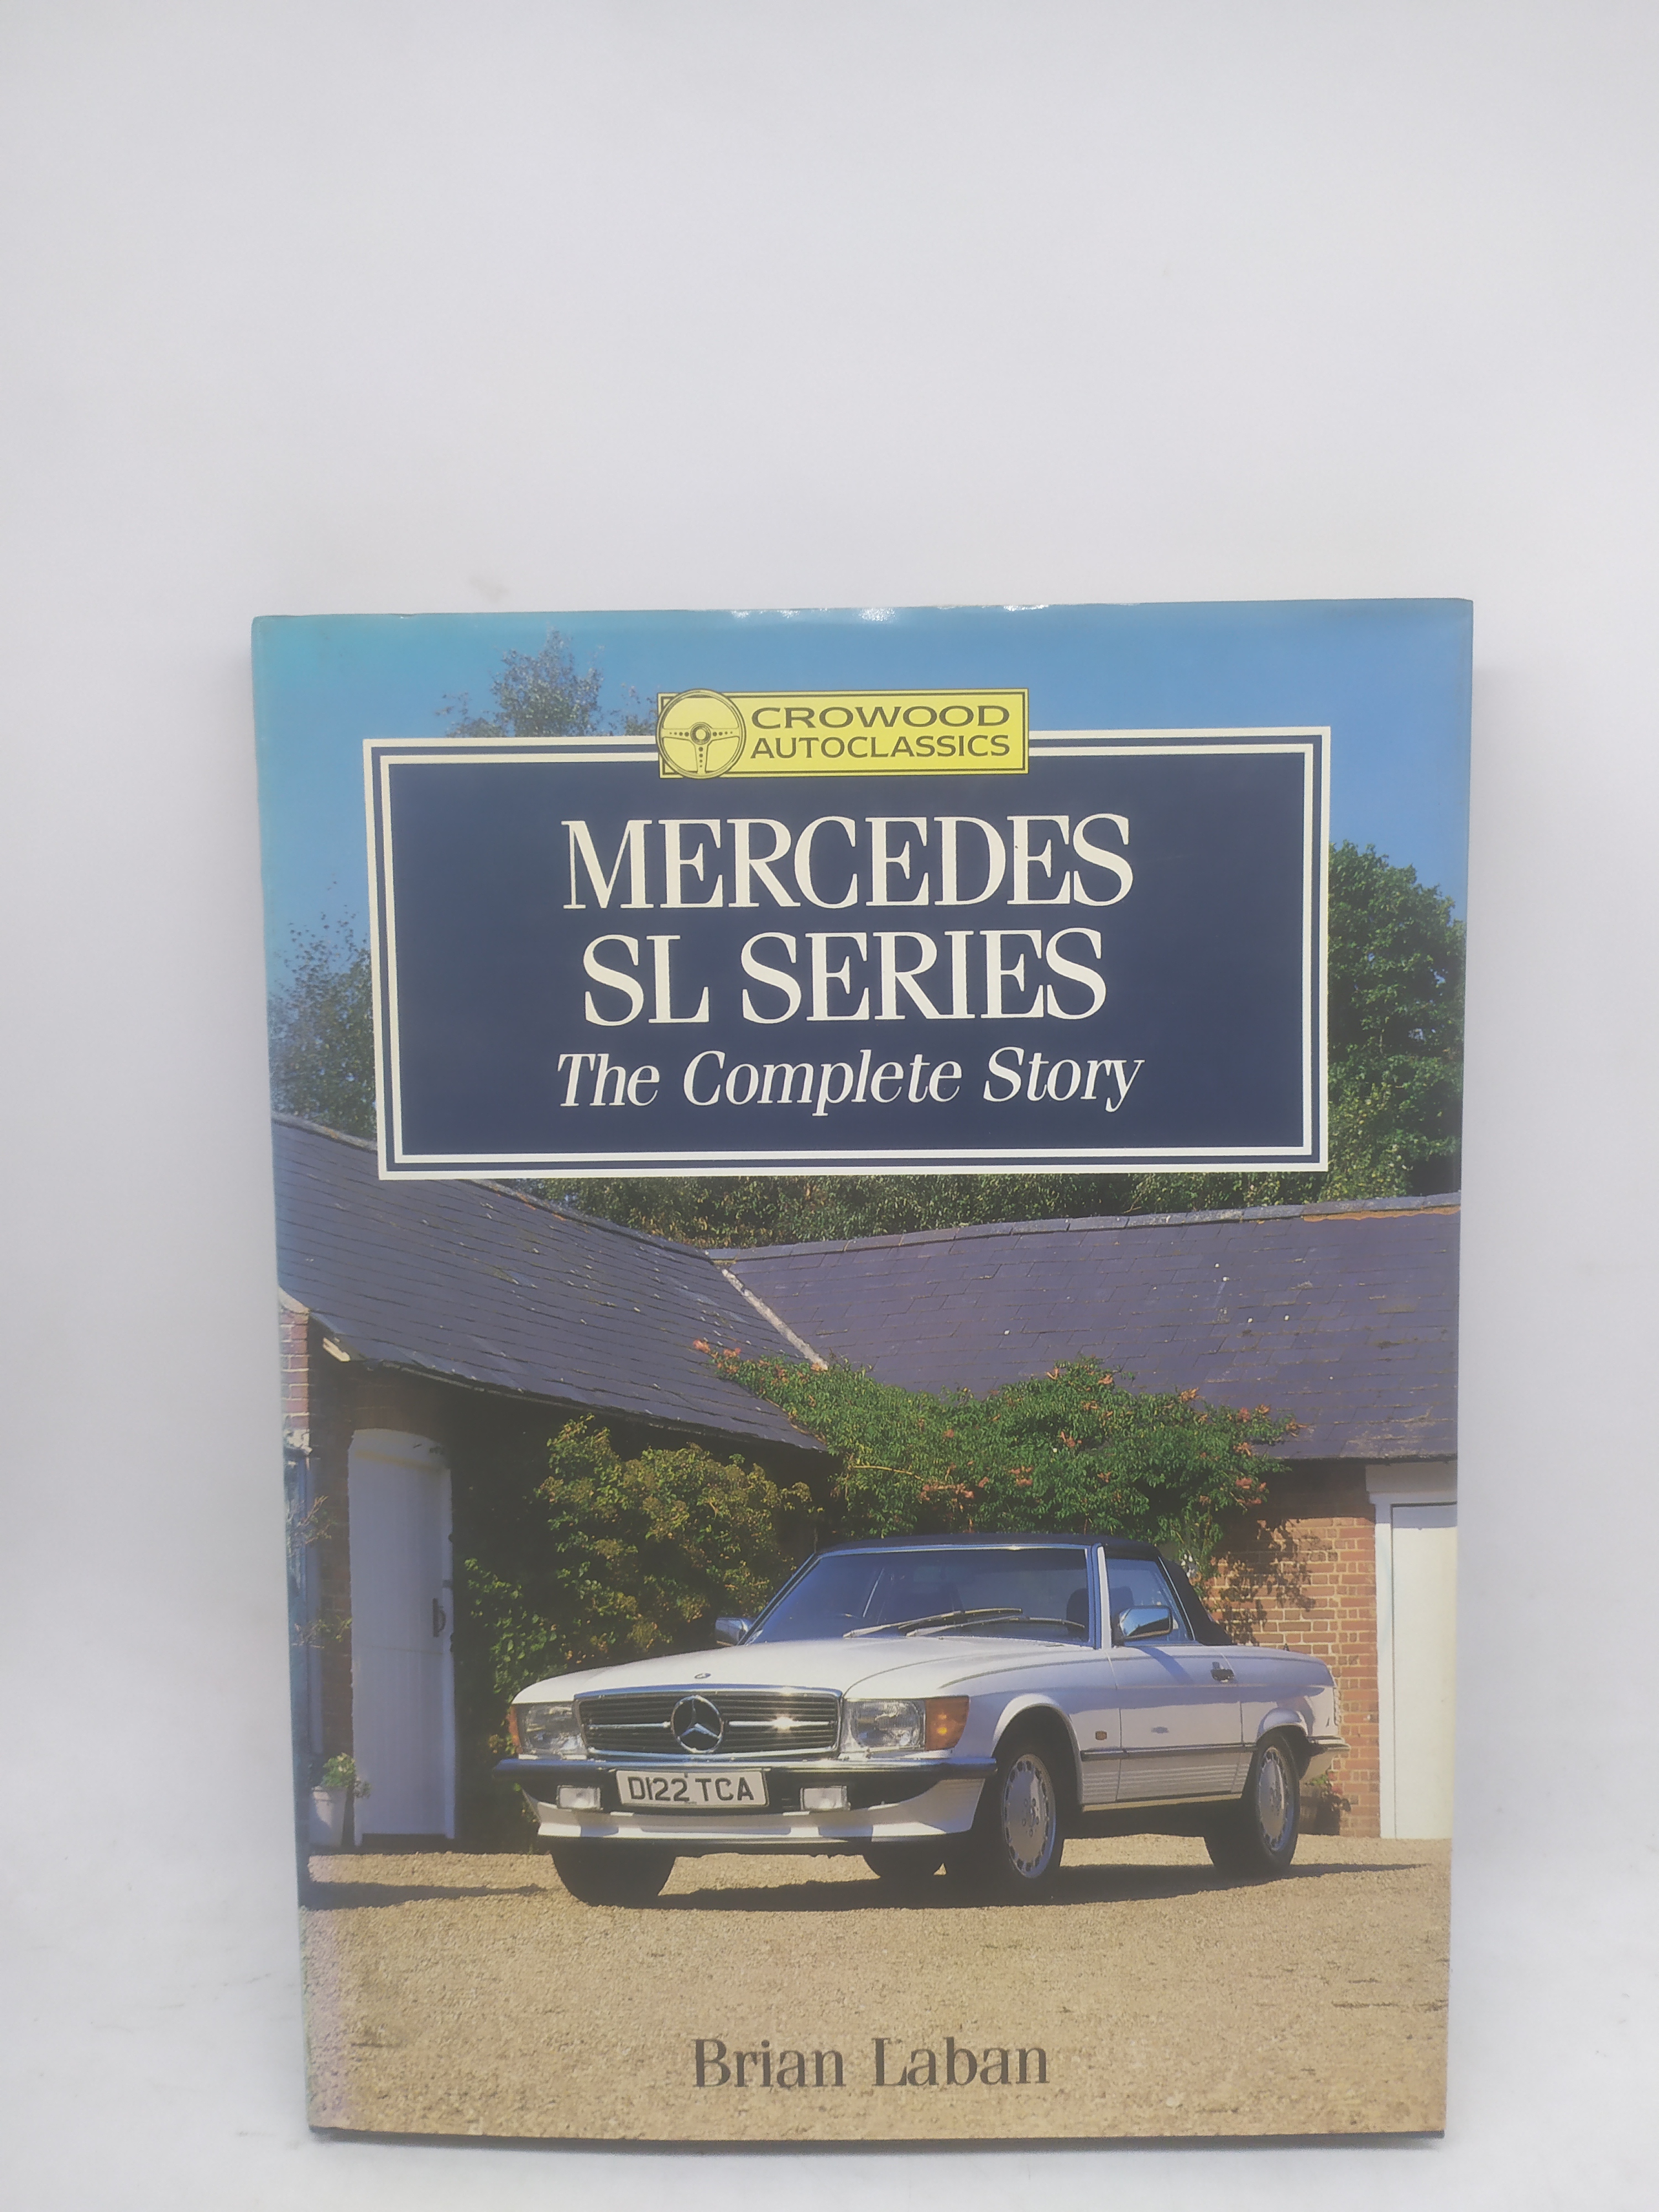 CROWOOD
AUTOCLASSICS
MERCEDES
SL SERIES
The Complete Story
D122 TCA
Brian Laban